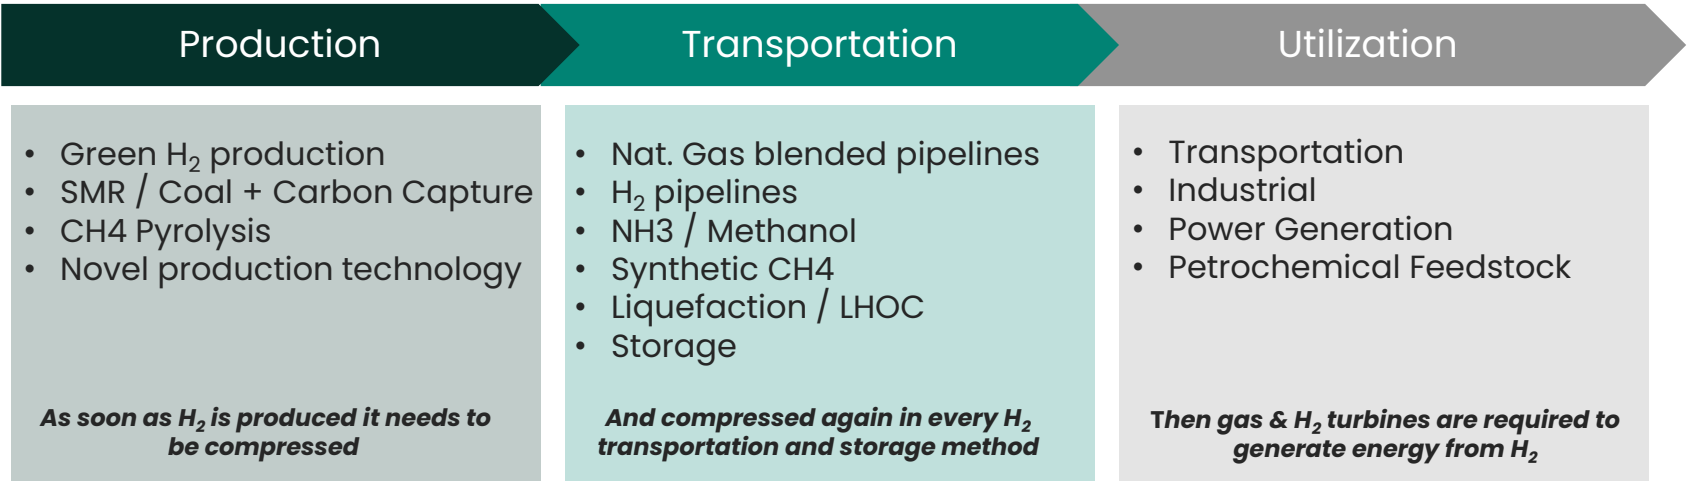 Production
Transportation
Utilization
• Green H₂ production
• SMR / Coal + Carbon Capture
• CH4 Pyrolysis
• Novel production technology
As soon as H₂ is produced it needs to
be compressed
• Nat. Gas blended pipelines
• H₂ pipelines
• NH3 / Methanol
• Synthetic CH4
• Liquefaction / LHOC
• Storage
And compressed again in every H₂
transportation and storage method
• Transportation
• Industrial
• Power Generation
• Petrochemical Feedstock
Then gas & H₂ turbines are required to
generate energy from H₂